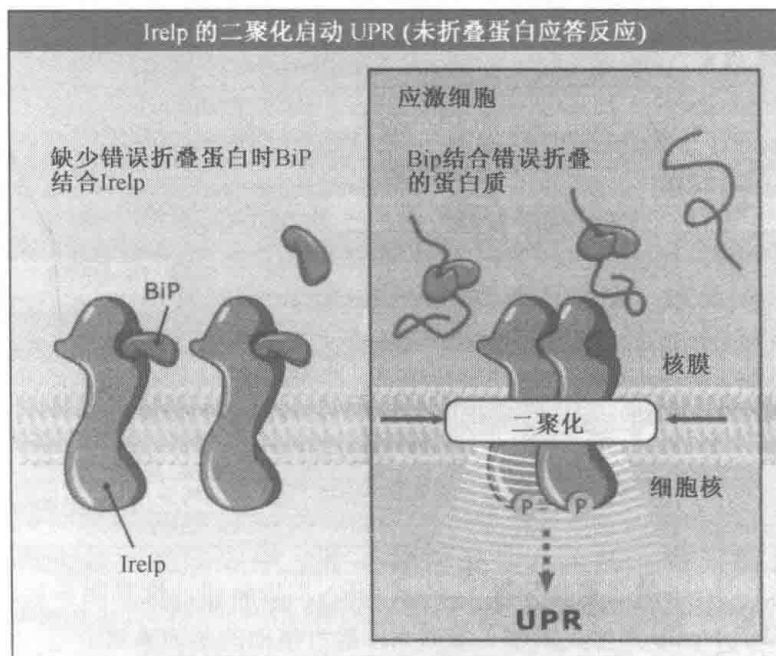 Irelp 的二聚化启动 UPR (未折叠蛋白应答反应)
缺少错误折叠蛋白时BiP
结合Irelp
BiP
Irelp
应激细胞
Bip结合错误折叠
的蛋白质
核膜
二聚化
细胞核
P P
UPR